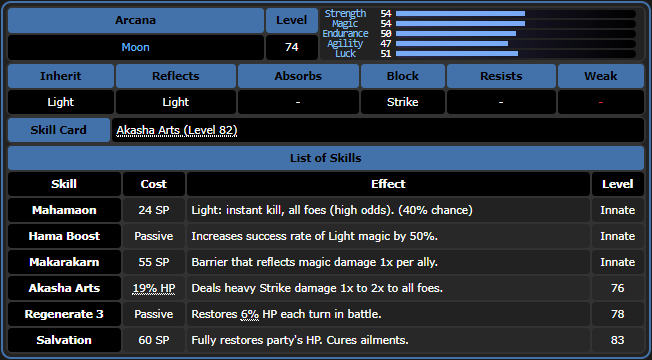 Arcana Level
Moon 74
Strength 54
Magic 54
Endurance 50
Agility 47
Luck 51
Inherit Reflects Absorbs Block Resists Weak
Light Light - Strike - -
Skill Card Akasha Arts (Level 82)
List of Skills
Skill Cost Effect Level
Mahamaon 24 SP Light: instant kill, all foes (high odds). (40% chance) Innate
Hama Boost Passive Increases success rate of Light magic by 50%. Innate
Makarakarn 55 SP Barrier that reflects magic damage 1x per ally. Innate
Akasha Arts 19% HP Deals heavy Strike damage 1x to 2x to all foes. 76
Regenerate 3 Passive Restores 6% HP each turn in battle. 78
Salvation 60 SP Fully restores party's HP. Cures ailments. 83